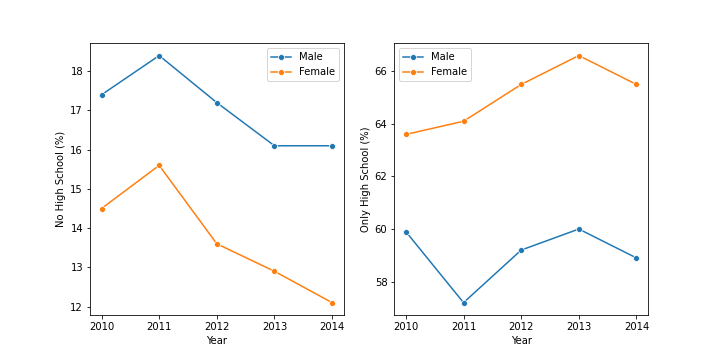 No High School (%)
18
17
16
15
14
13
12
Male
Female
2010 2011 2012 2013 2014
Year
Only High School (%)
66
64
62
60
58
Male
Female
2010 2011 2012 2013 2014
Year